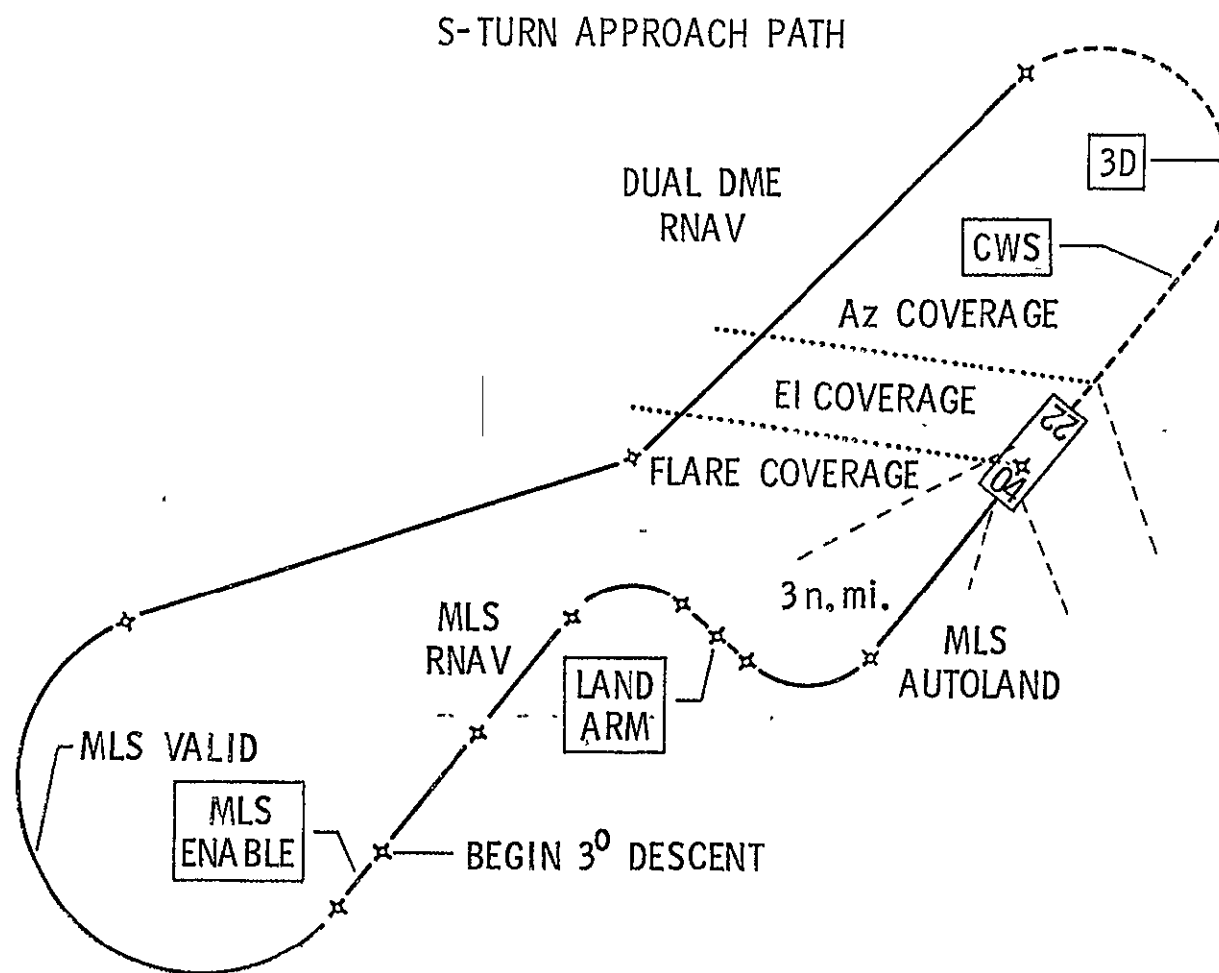 S-TURN APPROACH PATH
DUAL DME
RNAV
3D
CWS
Az COVERAGE
El COVERAGE
FLARE COVERAGE
22
04
3 n, mi.
MLS
RNAV
LAND
ARM
MLS
AUTOLAND
MLS VALID
MLS
ENABLE
BEGIN 3⁰ DESCENT